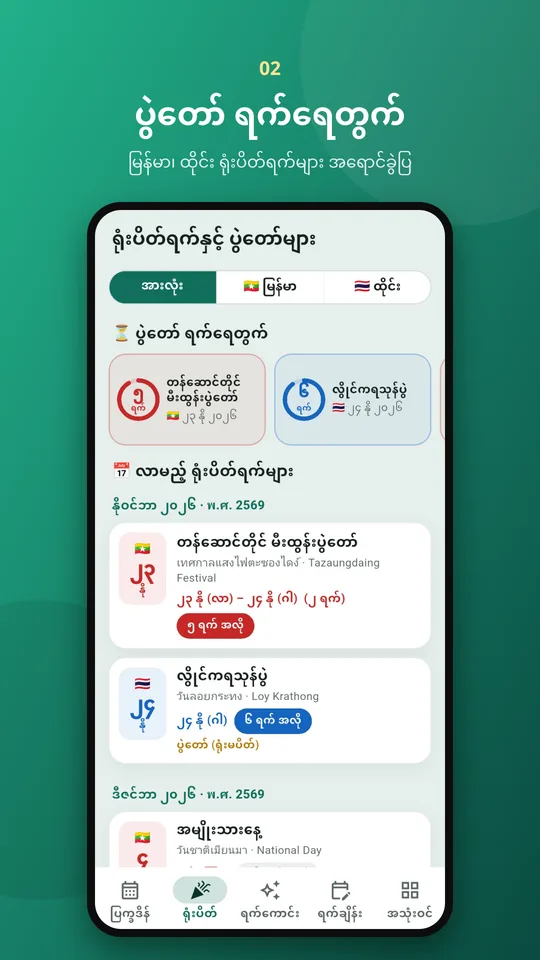 02
ပွဲတော် ရက်ရေတွက်
မြန်မာ၊ ထိုင်း ရုံးပိတ်ရက်များ အရောင်ခွဲပြ
ရုံးပိတ်ရက်နှင့် ပွဲတော်များ
အားလုံး
🇲🇲 မြန်မာ
🇹🇭 ထိုင်း
⏳ ပွဲတော် ရက်ရေတွက်
၅
ရက်
တန်ဆောင်တိုင်
မီးထွန်းပွဲတော်
🇲🇲 ၂၃ နို ၂၀၂၆
၆
ရက်
လွိုင်ကရသုန်ပွဲ
🇹🇭 ၂၄ နို ၂၀၂၆
📅 လာမည့် ရုံးပိတ်ရက်များ
နိုဝင်ဘာ ၂၀၂၆ · พ.ศ. 2569
🇲🇲
၂၃
နို
တန်ဆောင်တိုင် မီးထွန်းပွဲတော်
เทศกาลแสงไฟตะซองไดง์ · Tazaungdaing
Festival
၂၃ နို (လာ) – ၂၄ နို (ဂါ) (၂ ရက်)
၅ ရက် အလို
🇹🇭
၂၄
နို
လွိုင်ကရသုန်ပွဲ
วันลอยกระทง · Loy Krathong
၂၄ နို (ဂါ) ၆ ရက် အလို
ပွဲတော် (ရုံးမပိတ်)
ဒီဇင်ဘာ ၂၀၂၆ · พ.ศ. 2569
🇲🇲
၄
အမျိုးသားနေ့
วันชาติเมียนมา · National Day
ပြက္ခဒိန်
ရုံးပိတ်
ရက်ကောင်း
ရက်ချိန်း
အသုံးဝင်